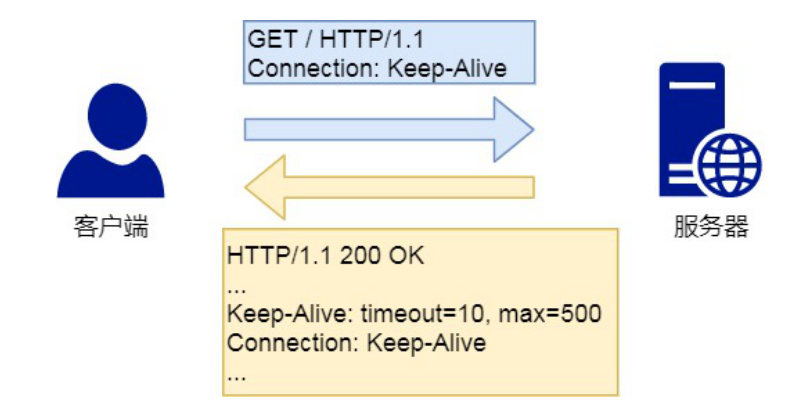 GET / HTTP/1.1
Connection: Keep-Alive
客户端
服务器
HTTP/1.1 200 OK
...
Keep-Alive: timeout=10, max=500
Connection: Keep-Alive
...